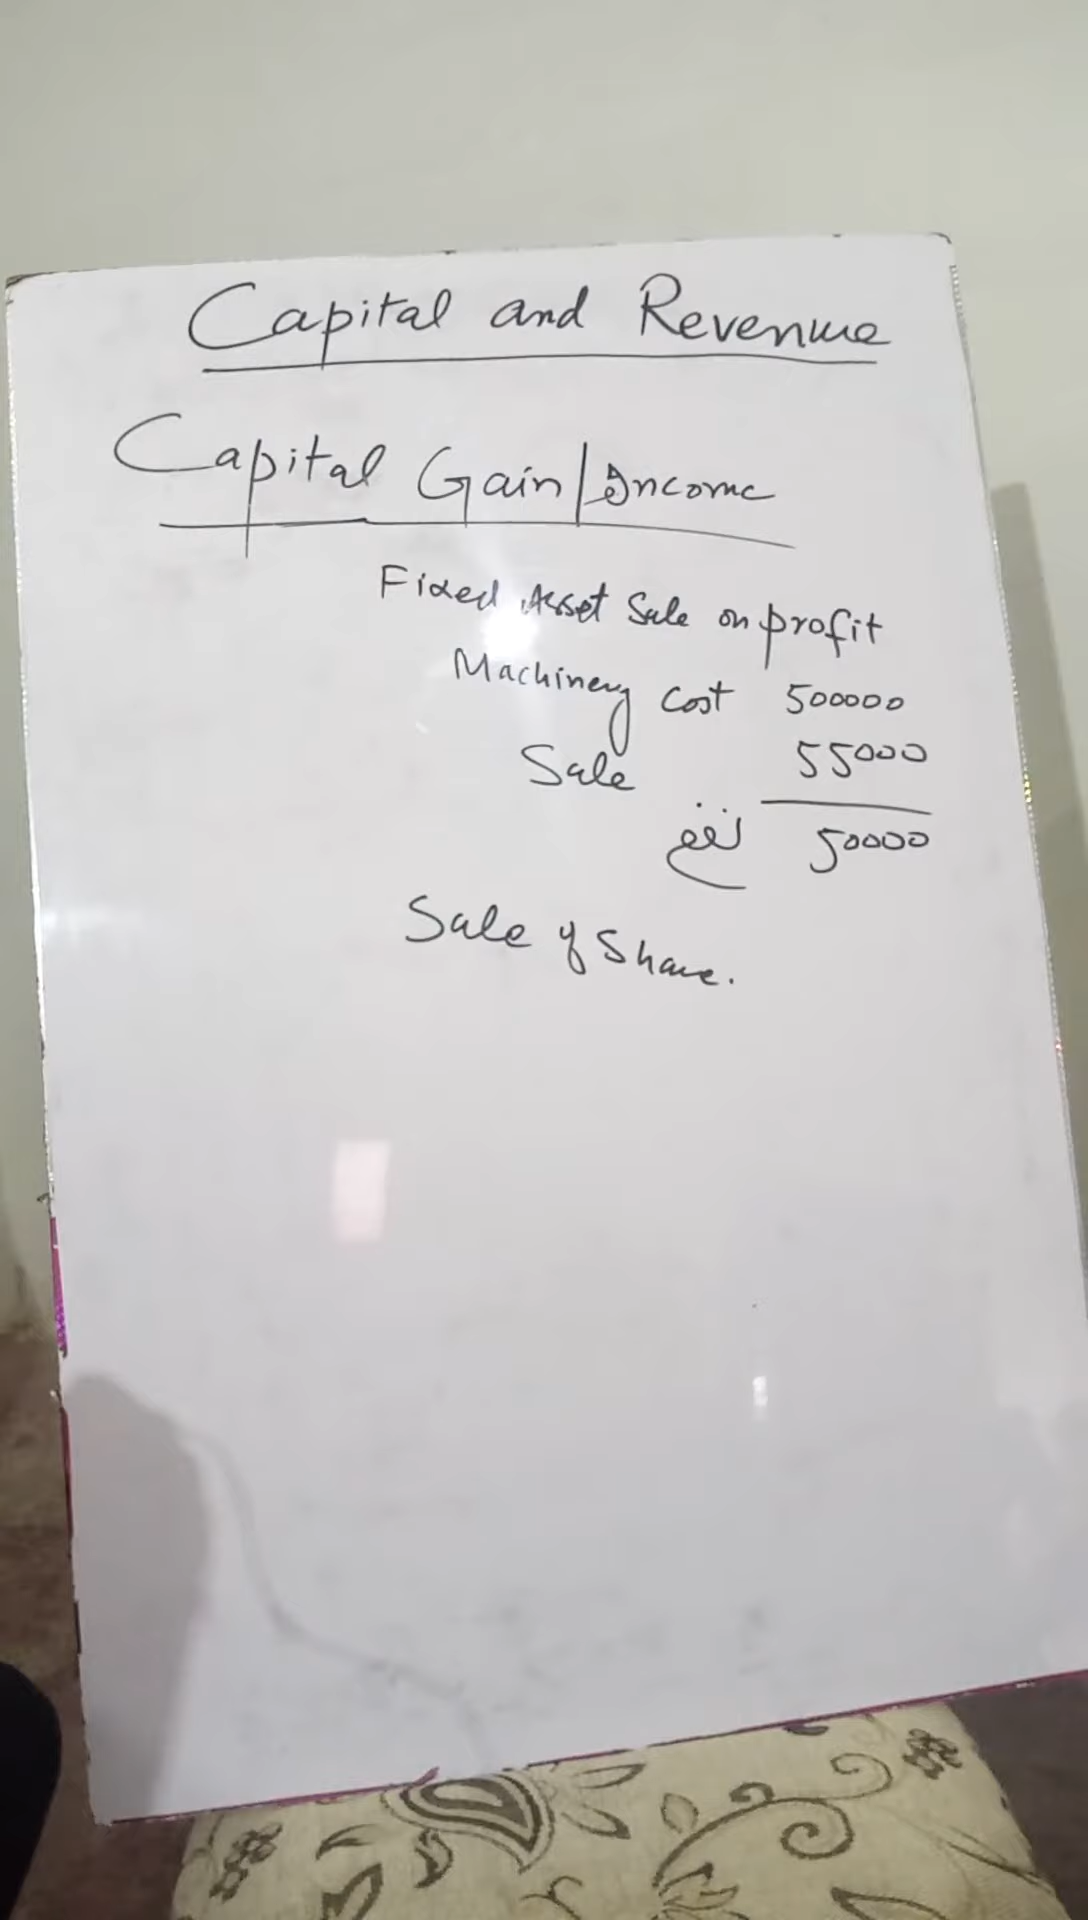 Capital and Revenue
Capital Gain/Income
Fixed Asset Sale on profit
Machinery Cost 500000
Sale 55000
نفع 50000
Sale of Share.